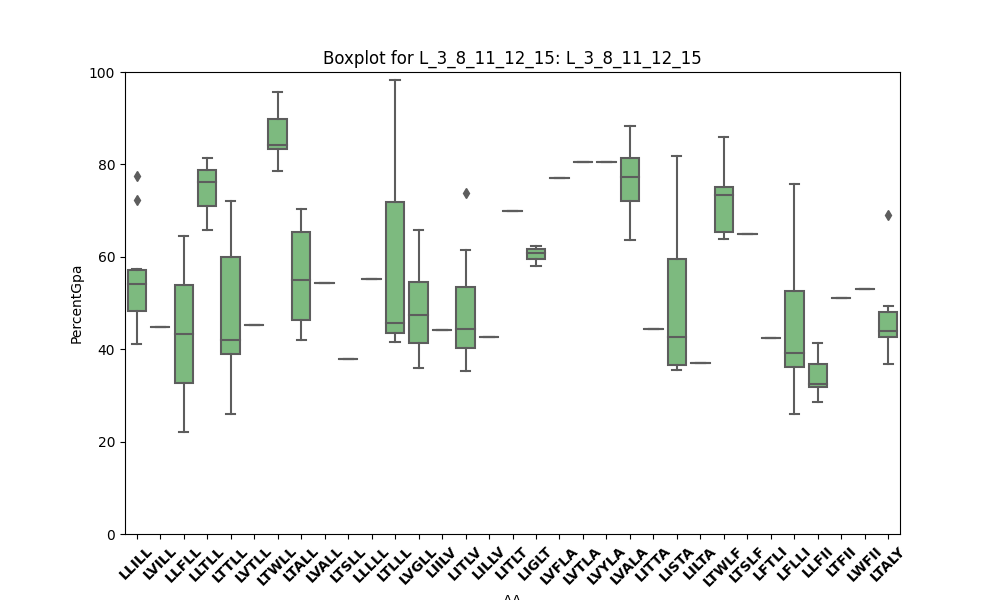 Boxplot for L_3_8_11_12_15: L_3_8_11_12_15
PercentGpa
100
80
60
40
20
0
LLILL
LVILL
LLFLL
LLTLL
LTTLL
LVTLL
LTWLL
LTALL
LVALL
LTSLL
LLLLL
LTLLL
LVGLL
LIILV
LITLV
LILLV
LITLT
LIGLT
LVFLA
LVTLA
LVYLA
LVALA
LITTA
LISTA
LILTA
LTWLF
LTSLF
LFTLI
LFLLI
LLFII
LTFII
LWFII
LTALY
AA